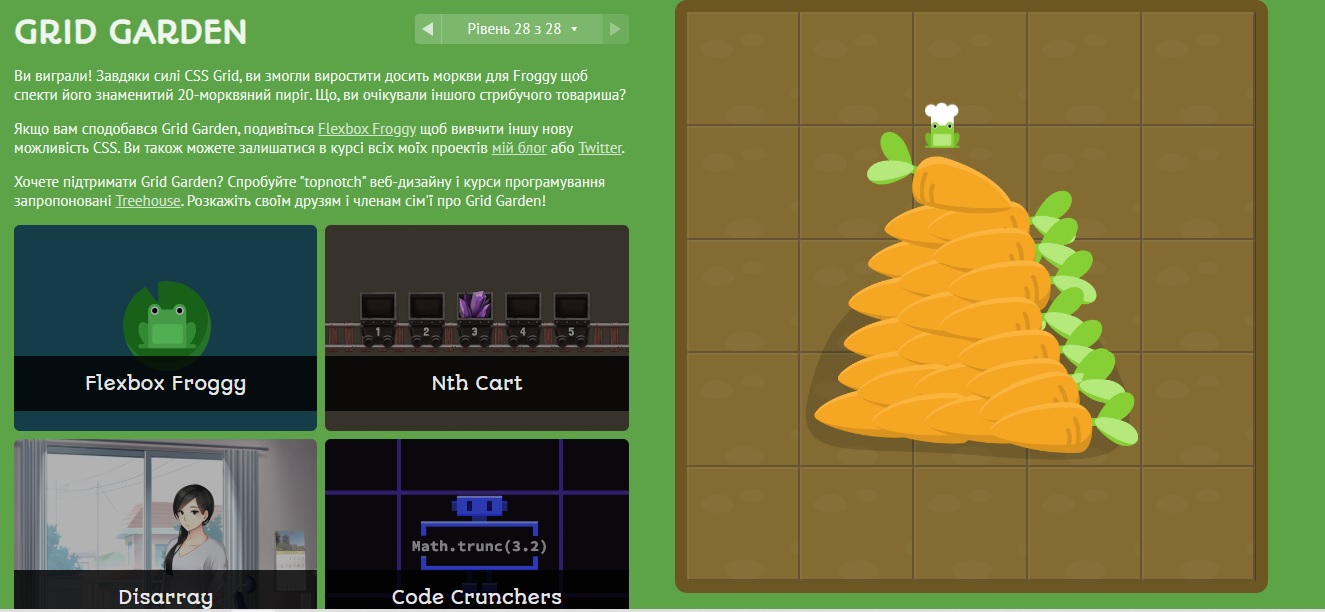 GRID GARDEN
Рівень 28 з 28
Ви виграли! Завдяки силі CSS Grid, ви змогли виростити досить моркви для Froggy щоб
спекти його знаменитий 20-морквяний пиріг. Що, ви очікували іншого стрибучого товариша?
Якщо вам сподобався Grid Garden, подивіться Flexbox Froggy щоб вивчити іншу нову
можливість CSS. Ви також можете залишатися в курсі всіх моїх проектів мій блог або Twitter.
Хочете підтримати Grid Garden? Спробуйте "topnotch" веб-дизайну і курси програмування
запропоновані Treehouse. Розкажіть своїм друзям і членам сім'ї про Grid Garden!
Flexbox Froggy
1 2 3 4 5
Nth Cart
Disarray
Math.trunc(3.2)
Code Crunchers